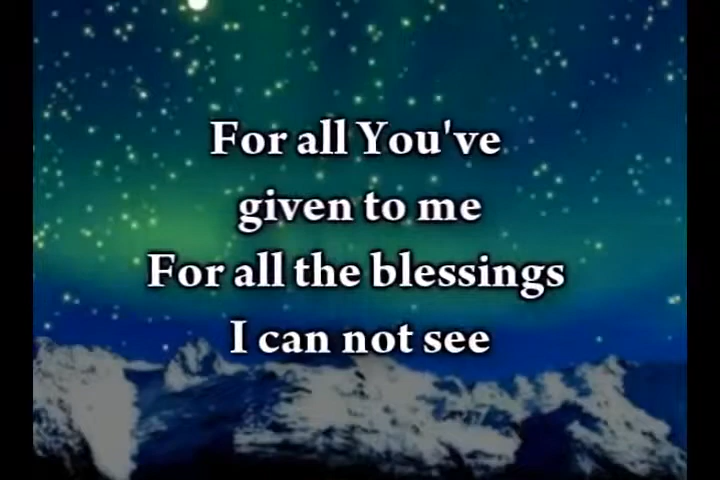 For all You've
given to me
For all the blessings
I can not see